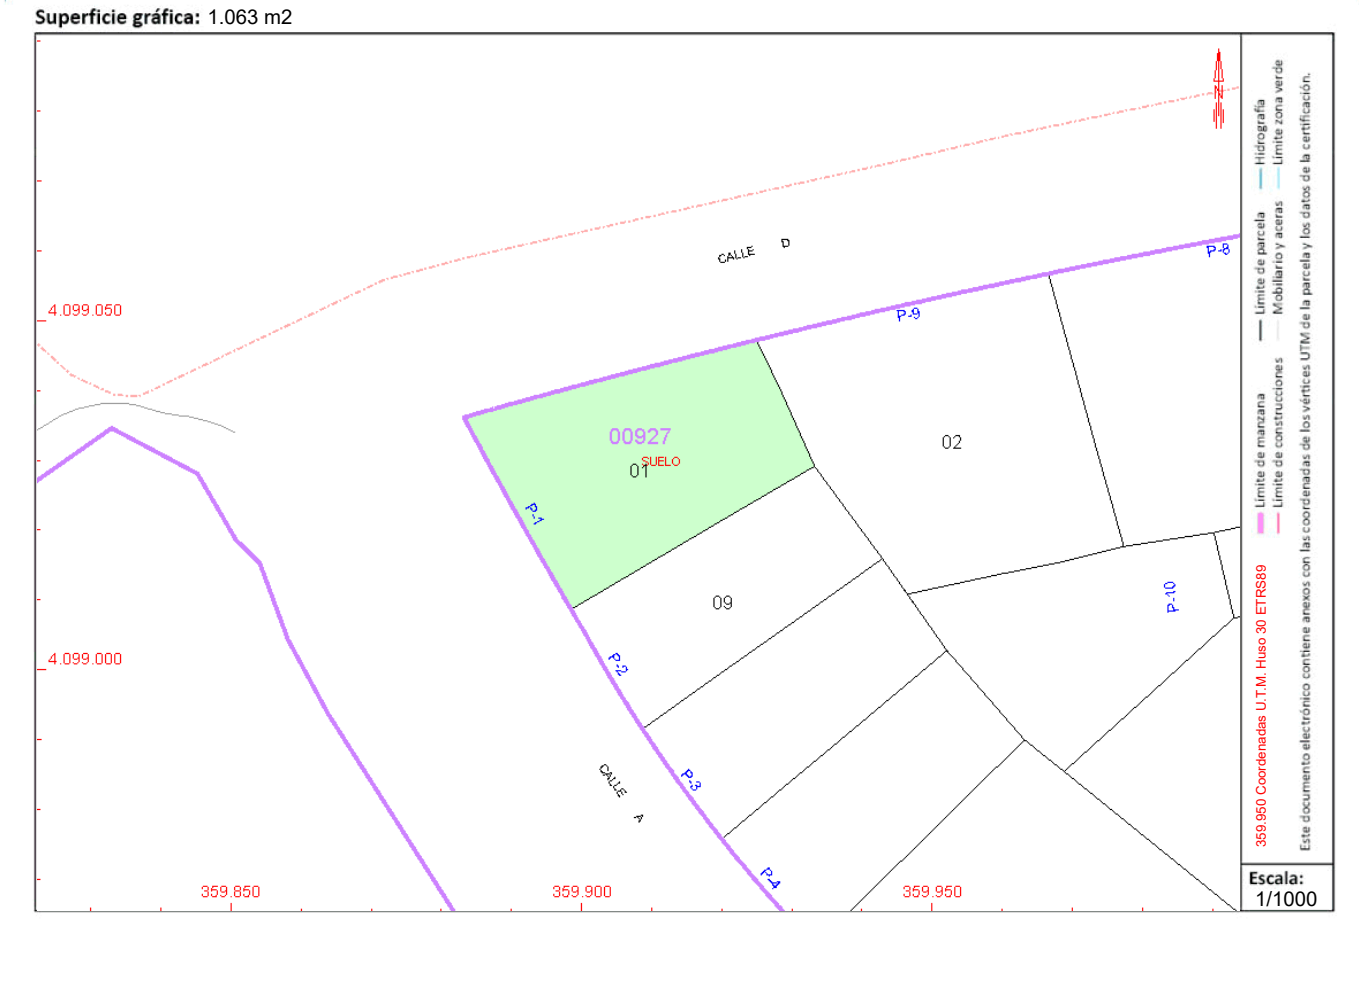 Superficie gráfica: 1.063 m2
N
CALLE D
P-8
4.099.050
P-9
00927
SUELO
01
02
P-1
P-10
09
4.099.000
P-2
CALLE A
P-3
P-4
359.850
359.900
359.950
359.950 Coordenadas U.T.M. Huso 30 ETRS89
Límite de manzana
Límite de parcela
Hidrografía
Límite de construcciones
Mobiliario y aceras
Límite zona verde
Este documento electrónico contiene anexos con las coordenadas de los vértices UTM de la parcela y los datos de la certificación.
Escala:
1/1000